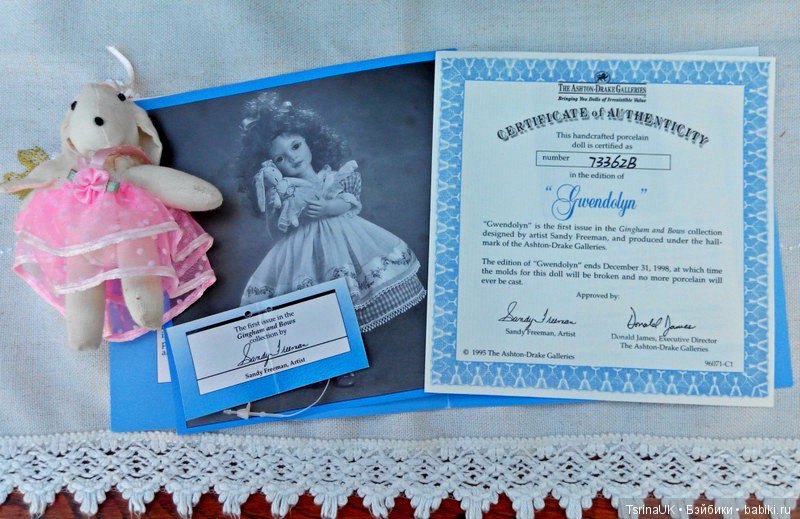 THE ASHTON-DRAKE GALLERIES
Bringing You Dolls of Irresistible Value
CERTIFICATE of AUTHENTICITY
This handcrafted porcelain
doll is certified as
number 73362B
in the edition of
"Gwendolyn"
"Gwendolyn" is the first issue in the Gingham and Bows collection
designed by artist Sandy Freeman, and produced under the hall-
mark of the Ashton-Drake Galleries.
The edition of "Gwendolyn" ends December 31, 1998, at which time
the molds for this doll will be broken and no more porcelain will
ever be cast.
Approved by:
Sandy Freeman
Sandy Freeman, Artist
Donald James
Donald James, Executive Director
The Ashton-Drake Galleries
© 1995 The Ashton-Drake Galleries
96071-C1
The first issue in the
Gingham and Bows
collection by
Sandy Freeman
Sandy Freeman, Artist
TsrinaUK • Бэйбики • babiki.ru